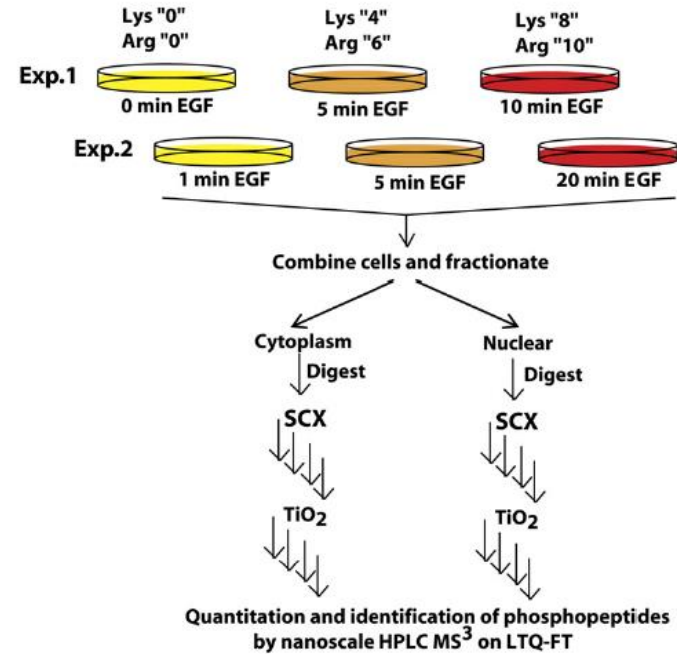 Lys "0" Lys "4" Lys "8"
Arg "0" Arg "6" Arg "10"
Exp.1
0 min EGF 5 min EGF 10 min EGF
Exp.2
1 min EGF 5 min EGF 20 min EGF
Combine cells and fractionate
Cytoplasm Nuclear
Digest Digest
SCX SCX
TiO₂ TiO₂
Quantitation and identification of phosphopeptides
by nanoscale HPLC MS³ on LTQ-FT